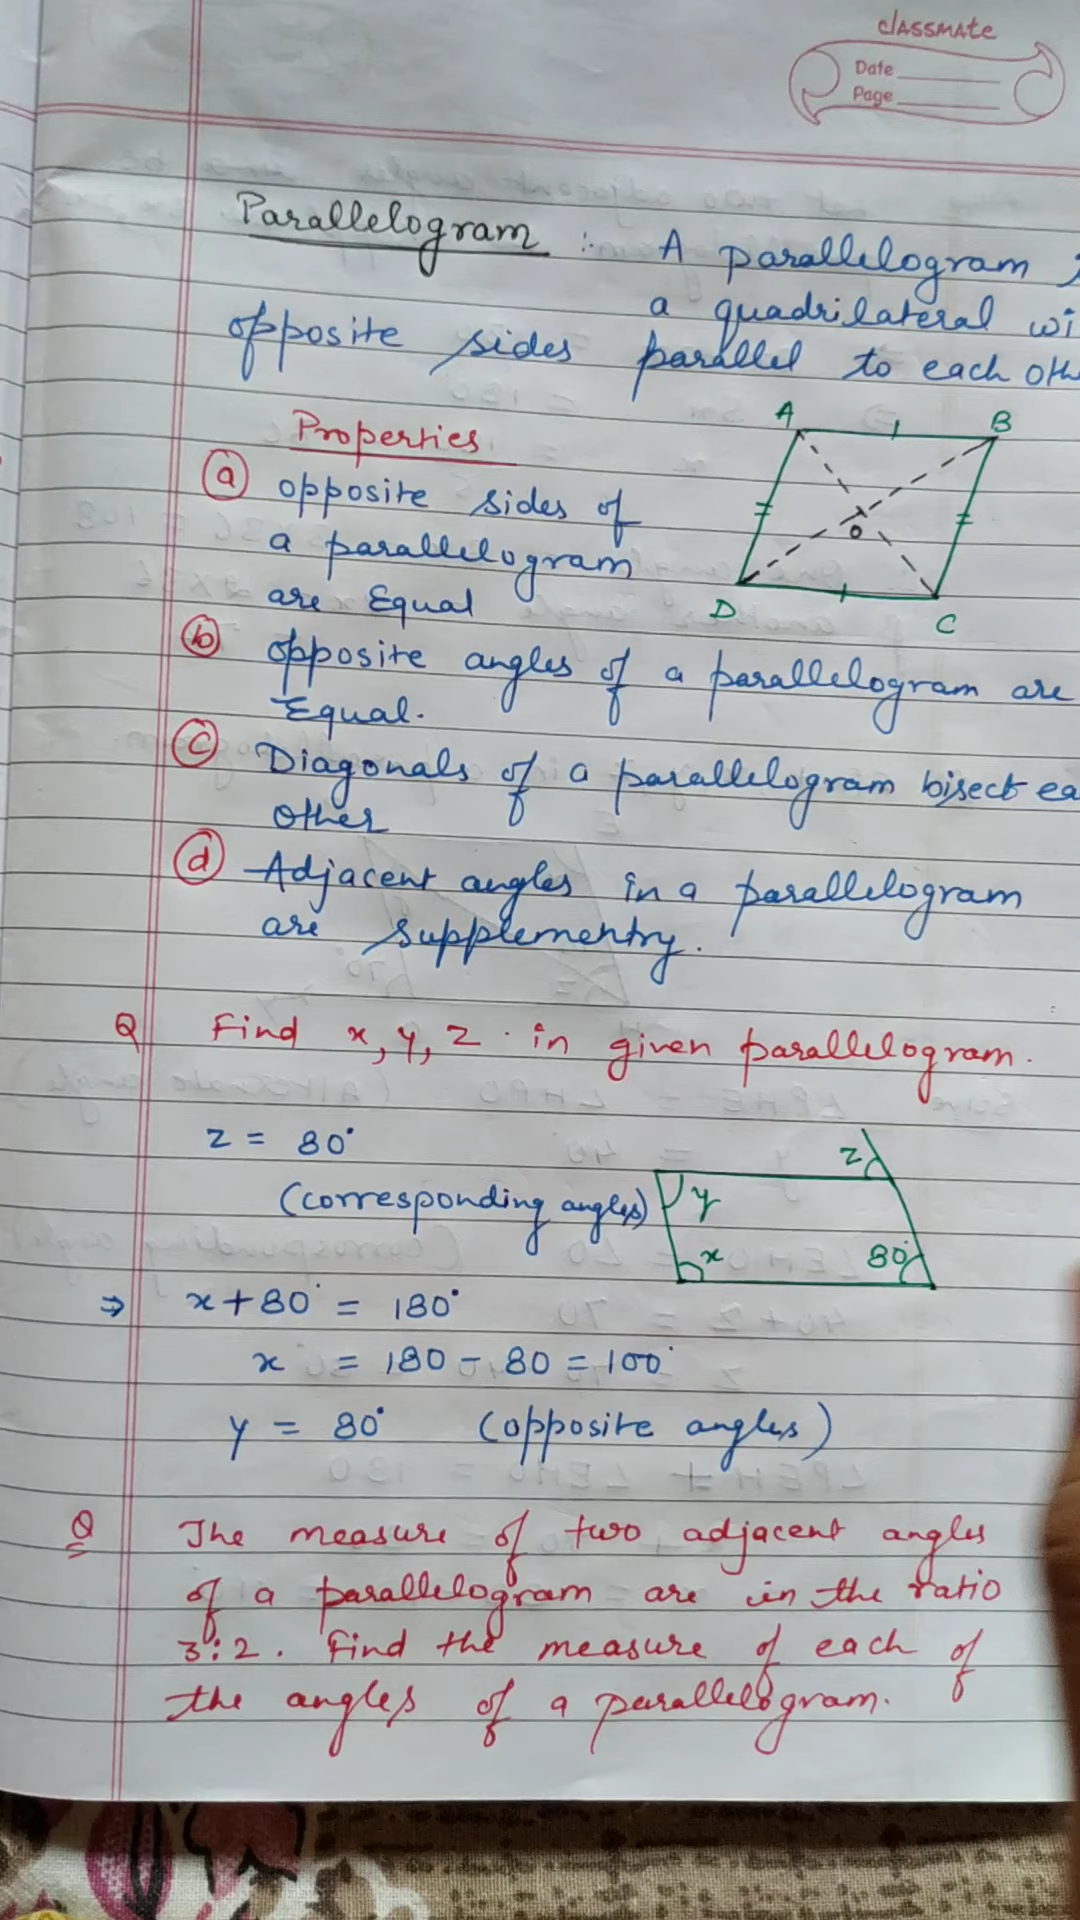 classmate
Date
Page
Parallelogram :- A parallelogram
a quadrilateral wi
opposite sides parallel to each oth
Properties
A
B
(a) opposite sides of
a parallelogram
are Equal
O
D
C
(b) opposite angles of a parallelogram are
Equal.
(c) Diagonals of a parallelogram bisect ea
other
(d) Adjacent angles in a parallelogram
are supplementry.
Q Find x, y, z in given parallelogram.
z = 80°
(corresponding angles)
z
y
x
80°
⇒ x + 80° = 180°
x = 180 - 80 = 100°
y = 80° (opposite angles)
Q The measure of two adjacent angles
of a parallelogram are in the ratio
3:2. Find the measure of each of
the angles of a parallelogram.